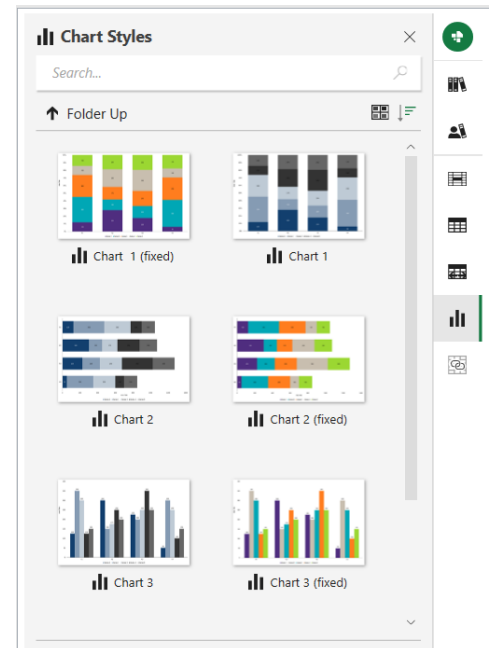 Chart Styles
Search...
Folder Up
Chart 1 (fixed)
Chart 1
Chart 2
Chart 2 (fixed)
Chart 3
Chart 3 (fixed)